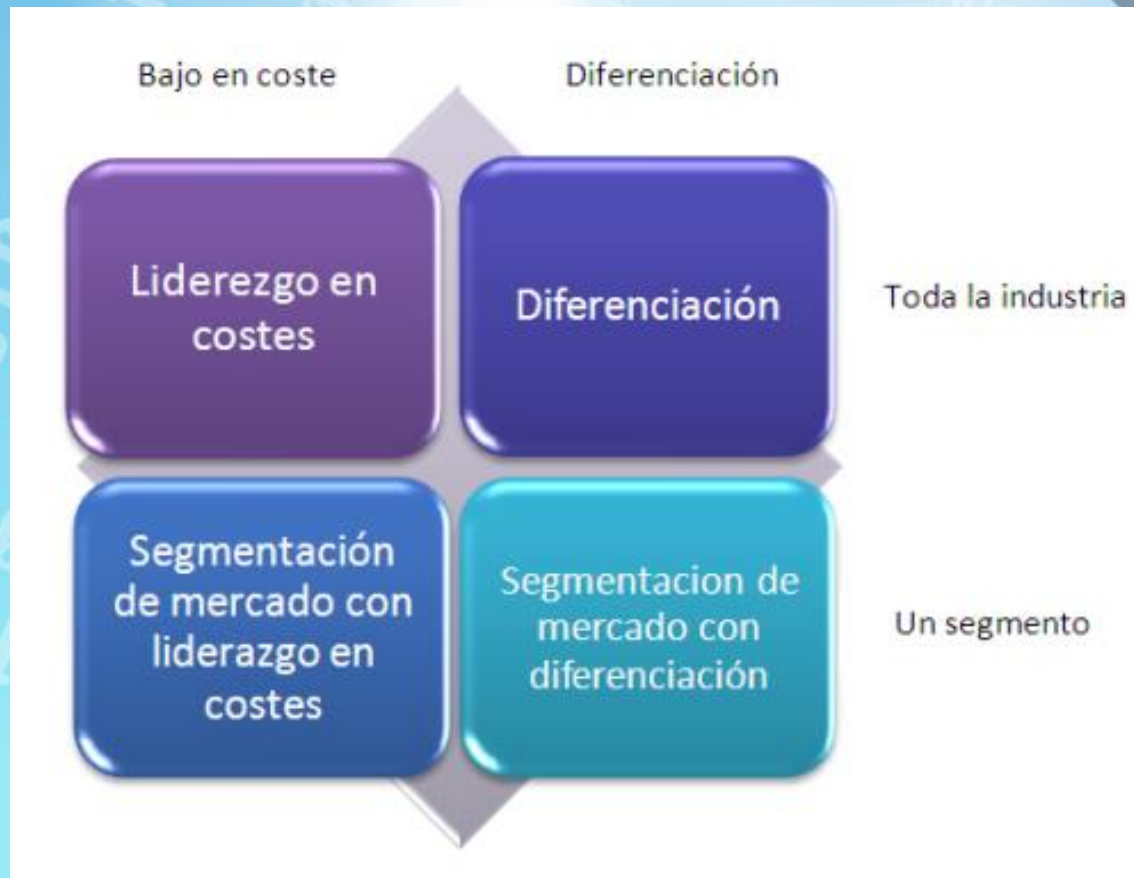 Bajo en coste
Diferenciación
Liderezgo en
costes
Diferenciación
Toda la industria
Segmentación
de mercado con
liderazgo en
costes
Segmentacion de
mercado con
diferenciación
Un segmento